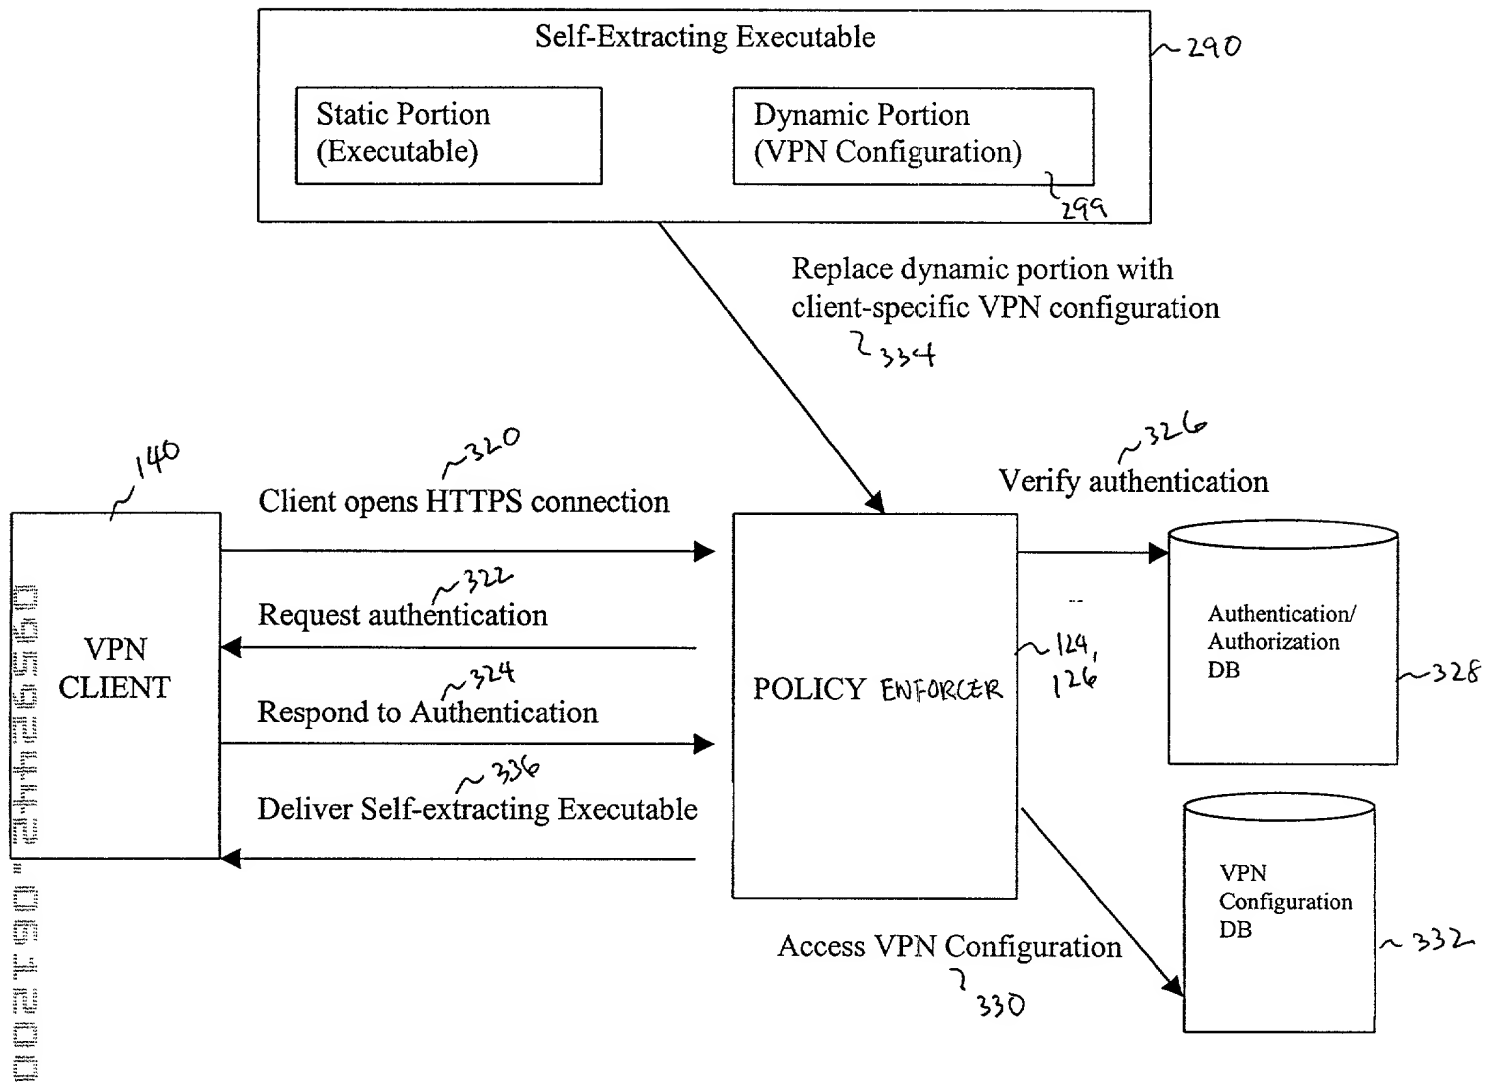 Self-Extracting Executable
290
Static Portion
(Executable)
Dynamic Portion
(VPN Configuration)
299
Replace dynamic portion with
client-specific VPN configuration
334
326
Verify authentication
140
320
Client opens HTTPS connection
322
Request authentication
324
Respond to Authentication
336
Deliver Self-extracting Executable
VPN
CLIENT
POLICY ENFORCER
124,
126
Authentication/
Authorization
DB
328
VPN
Configuration
DB
332
Access VPN Configuration
330